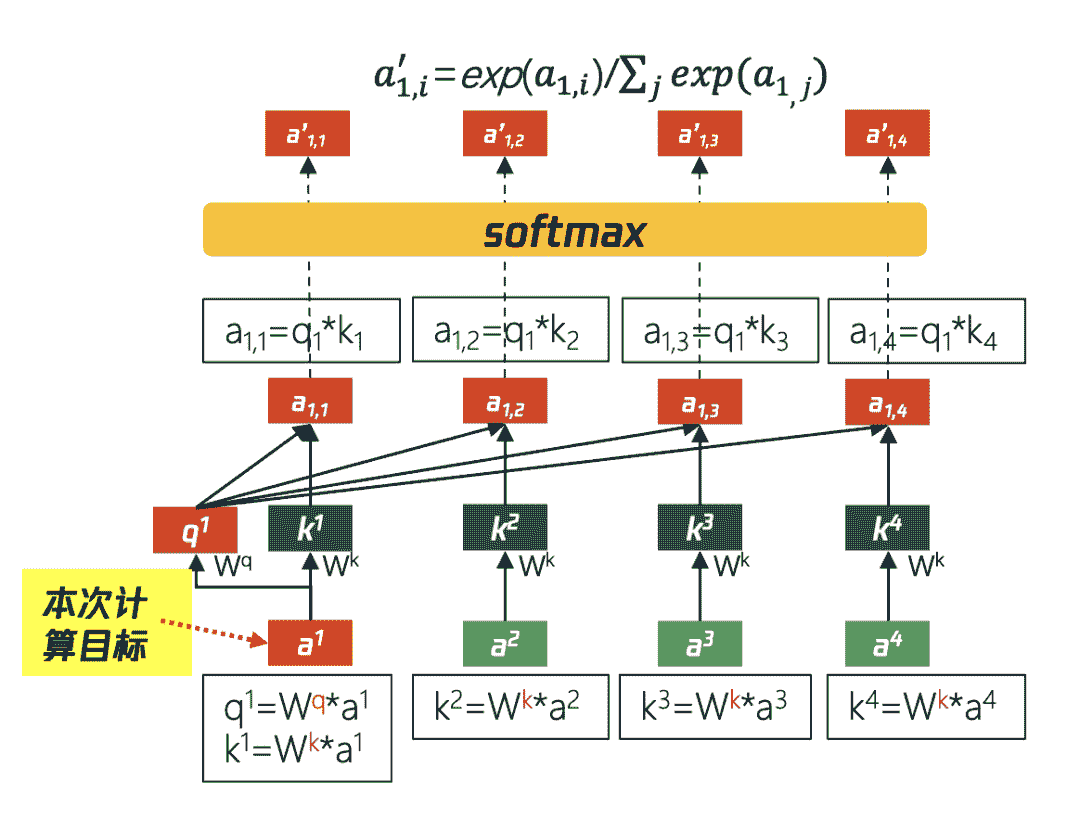 a′₁,ᵢ=exp(a₁,ᵢ)/∑ⱼ exp(a₁,ⱼ)
a'₁,₁ a'₁,₂ a'₁,₃ a'₁,₄
softmax
a₁,₁=q₁*k₁ a₁,₂=q₁*k₂ a₁,₃=q₁*k₃ a₁,₄=q₁*k₄
a₁,₁ a₁,₂ a₁,₃ a₁,₄
q¹ k¹ k² k³ k⁴
Wq Wk Wk Wk Wk
本次计
算目标
a¹ a² a³ a⁴
q¹=Wq*a¹ k²=Wk*a² k³=Wk*a³ k⁴=Wk*a⁴
k¹=Wk*a¹